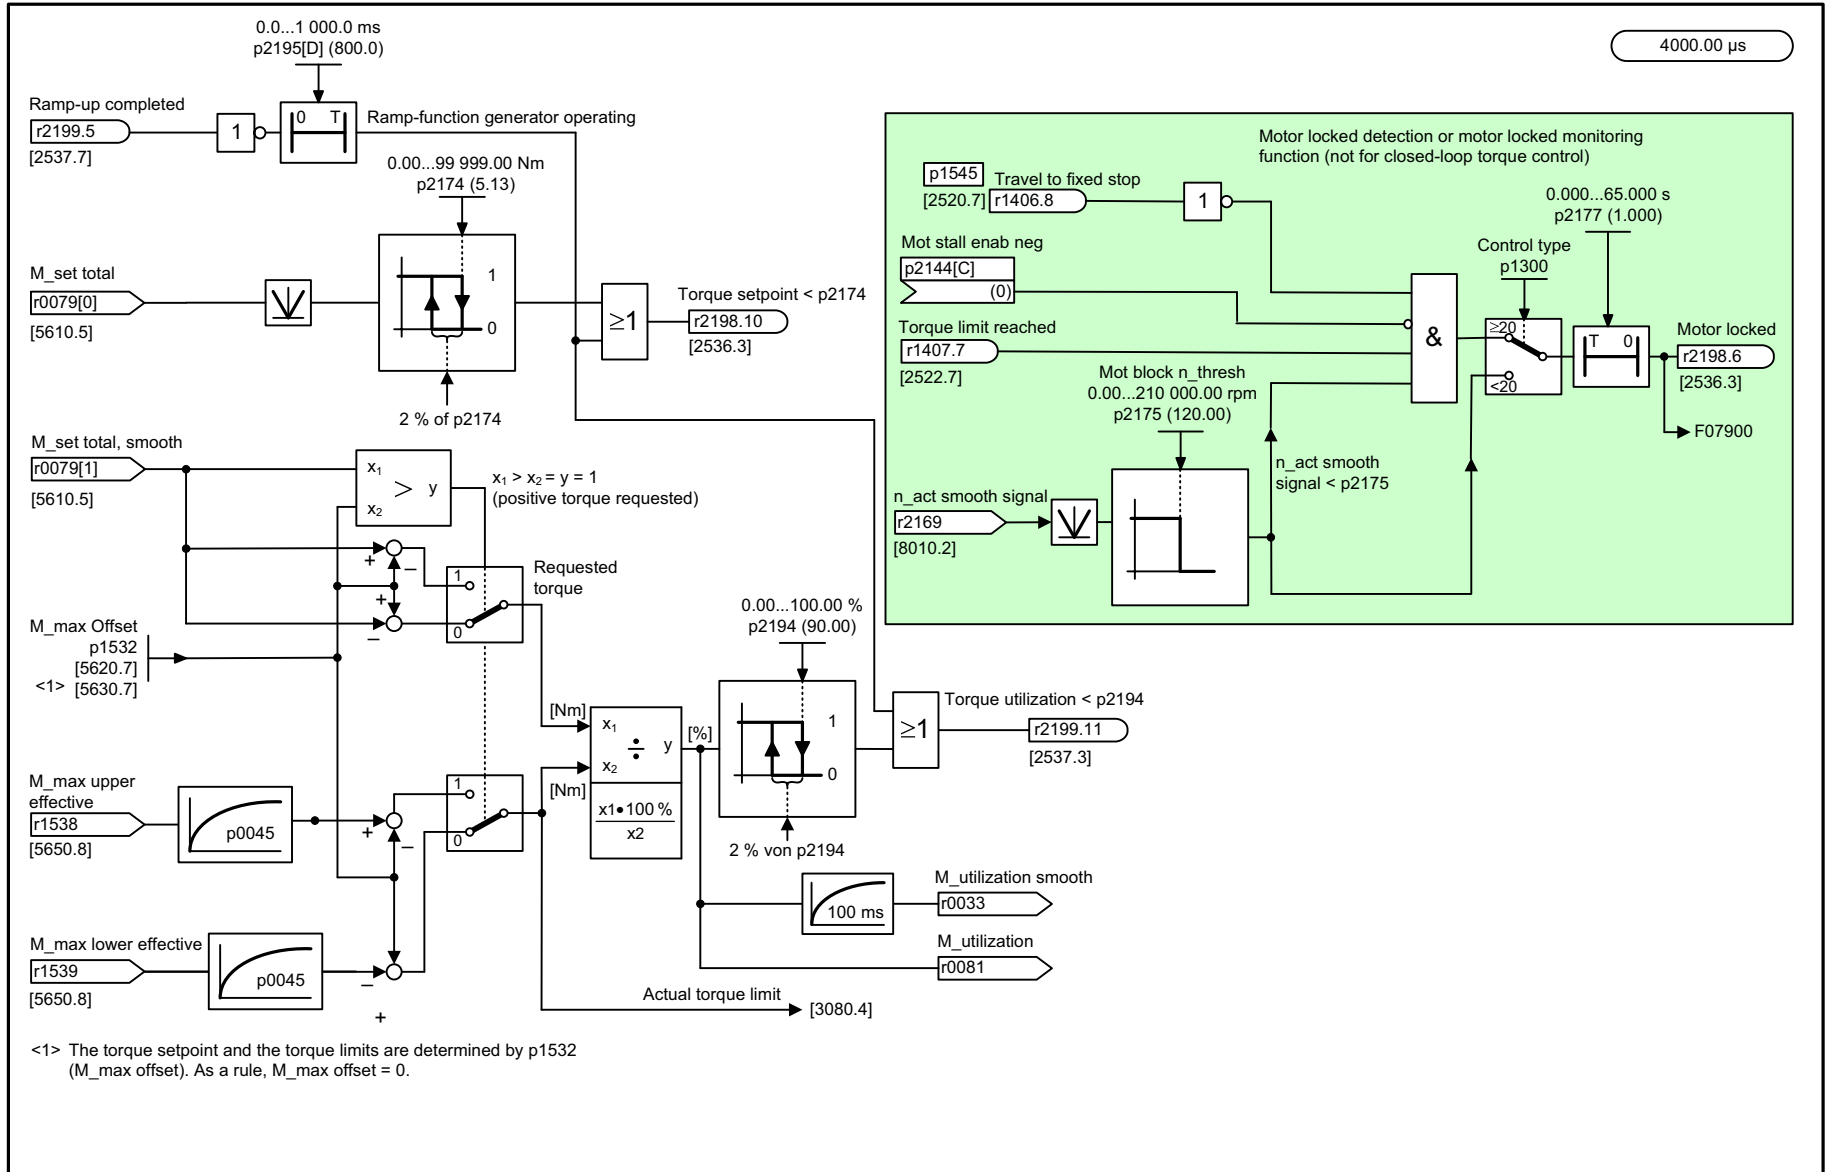 4000.00 µs
0.0...1 000.0 ms
p2195[D] (800.0)
Ramp-up completed
r2199.5
[2537.7]
1
0 T
Ramp-function generator operating
0.00...99 999.00 Nm
p2174 (5.13)
M_set total
r0079[0]
[5610.5]
1
0
2 % of p2174
≥1
Torque setpoint < p2174
r2198.10
[2536.3]
M_set total, smooth
r0079[1]
[5610.5]
x1
> y
x2
x1 > x2 = y = 1
(positive torque requested)
+
–
+
–
1
0
Requested
torque
M_max Offset
p1532
[5620.7]
<1> [5630.7]
M_max upper
effective
r1538
[5650.8]
p0045
+
–
1
0
M_max lower effective
r1539
[5650.8]
p0045
–
+
[Nm]
x1
÷ y
x2
[Nm]
x1•100 %
x2
[%]
0.00...100.00 %
p2194 (90.00)
1
0
2 % von p2194
≥1
Torque utilization < p2194
r2199.11
[2537.3]
100 ms
M_utilization smooth
r0033
M_utilization
r0081
Actual torque limit
[3080.4]
Motor locked detection or motor locked monitoring
function (not for closed-loop torque control)
p1545
[2520.7]
Travel to fixed stop
r1406.8
1
Mot stall enab neg
p2144[C]
(0)
Torque limit reached
r1407.7
[2522.7]
Mot block n_thresh
0.00...210 000.00 rpm
p2175 (120.00)
n_act smooth signal
r2169
[8010.2]
n_act smooth
signal < p2175
&
Control type
p1300
≥20
<20
0.000...65.000 s
p2177 (1.000)
T 0
Motor locked
r2198.6
[2536.3]
F07900
<1> The torque setpoint and the torque limits are determined by p1532
(M_max offset). As a rule, M_max offset = 0.